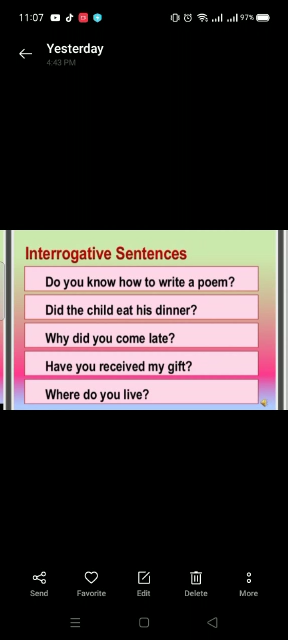 11:07
97%
Yesterday
4:43 PM
Interrogative Sentences
Do you know how to write a poem?
Did the child eat his dinner?
Why did you come late?
Have you received my gift?
Where do you live?
Send Favorite Edit Delete More